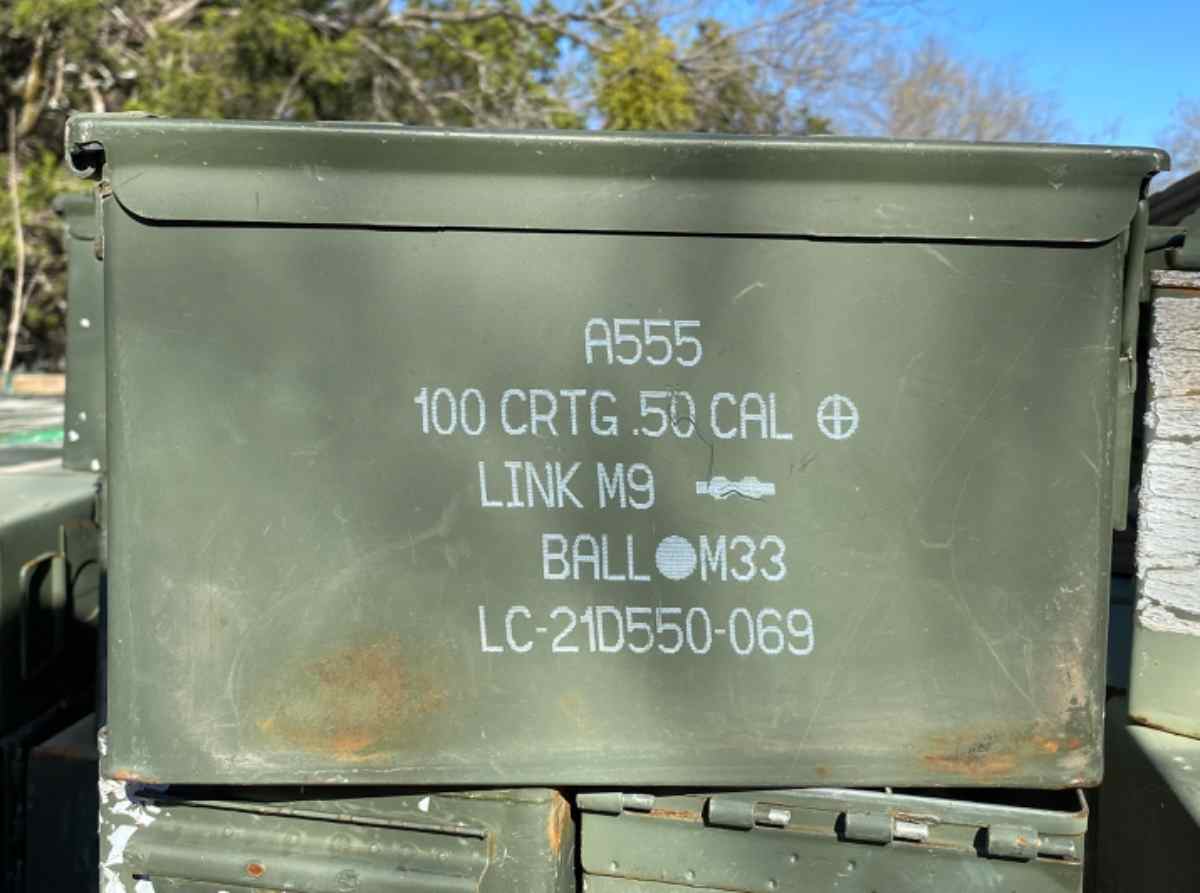 A555
100 CRTG .50 CAL ⊕
LINK M9
BALL●M33
LC-21D550-069